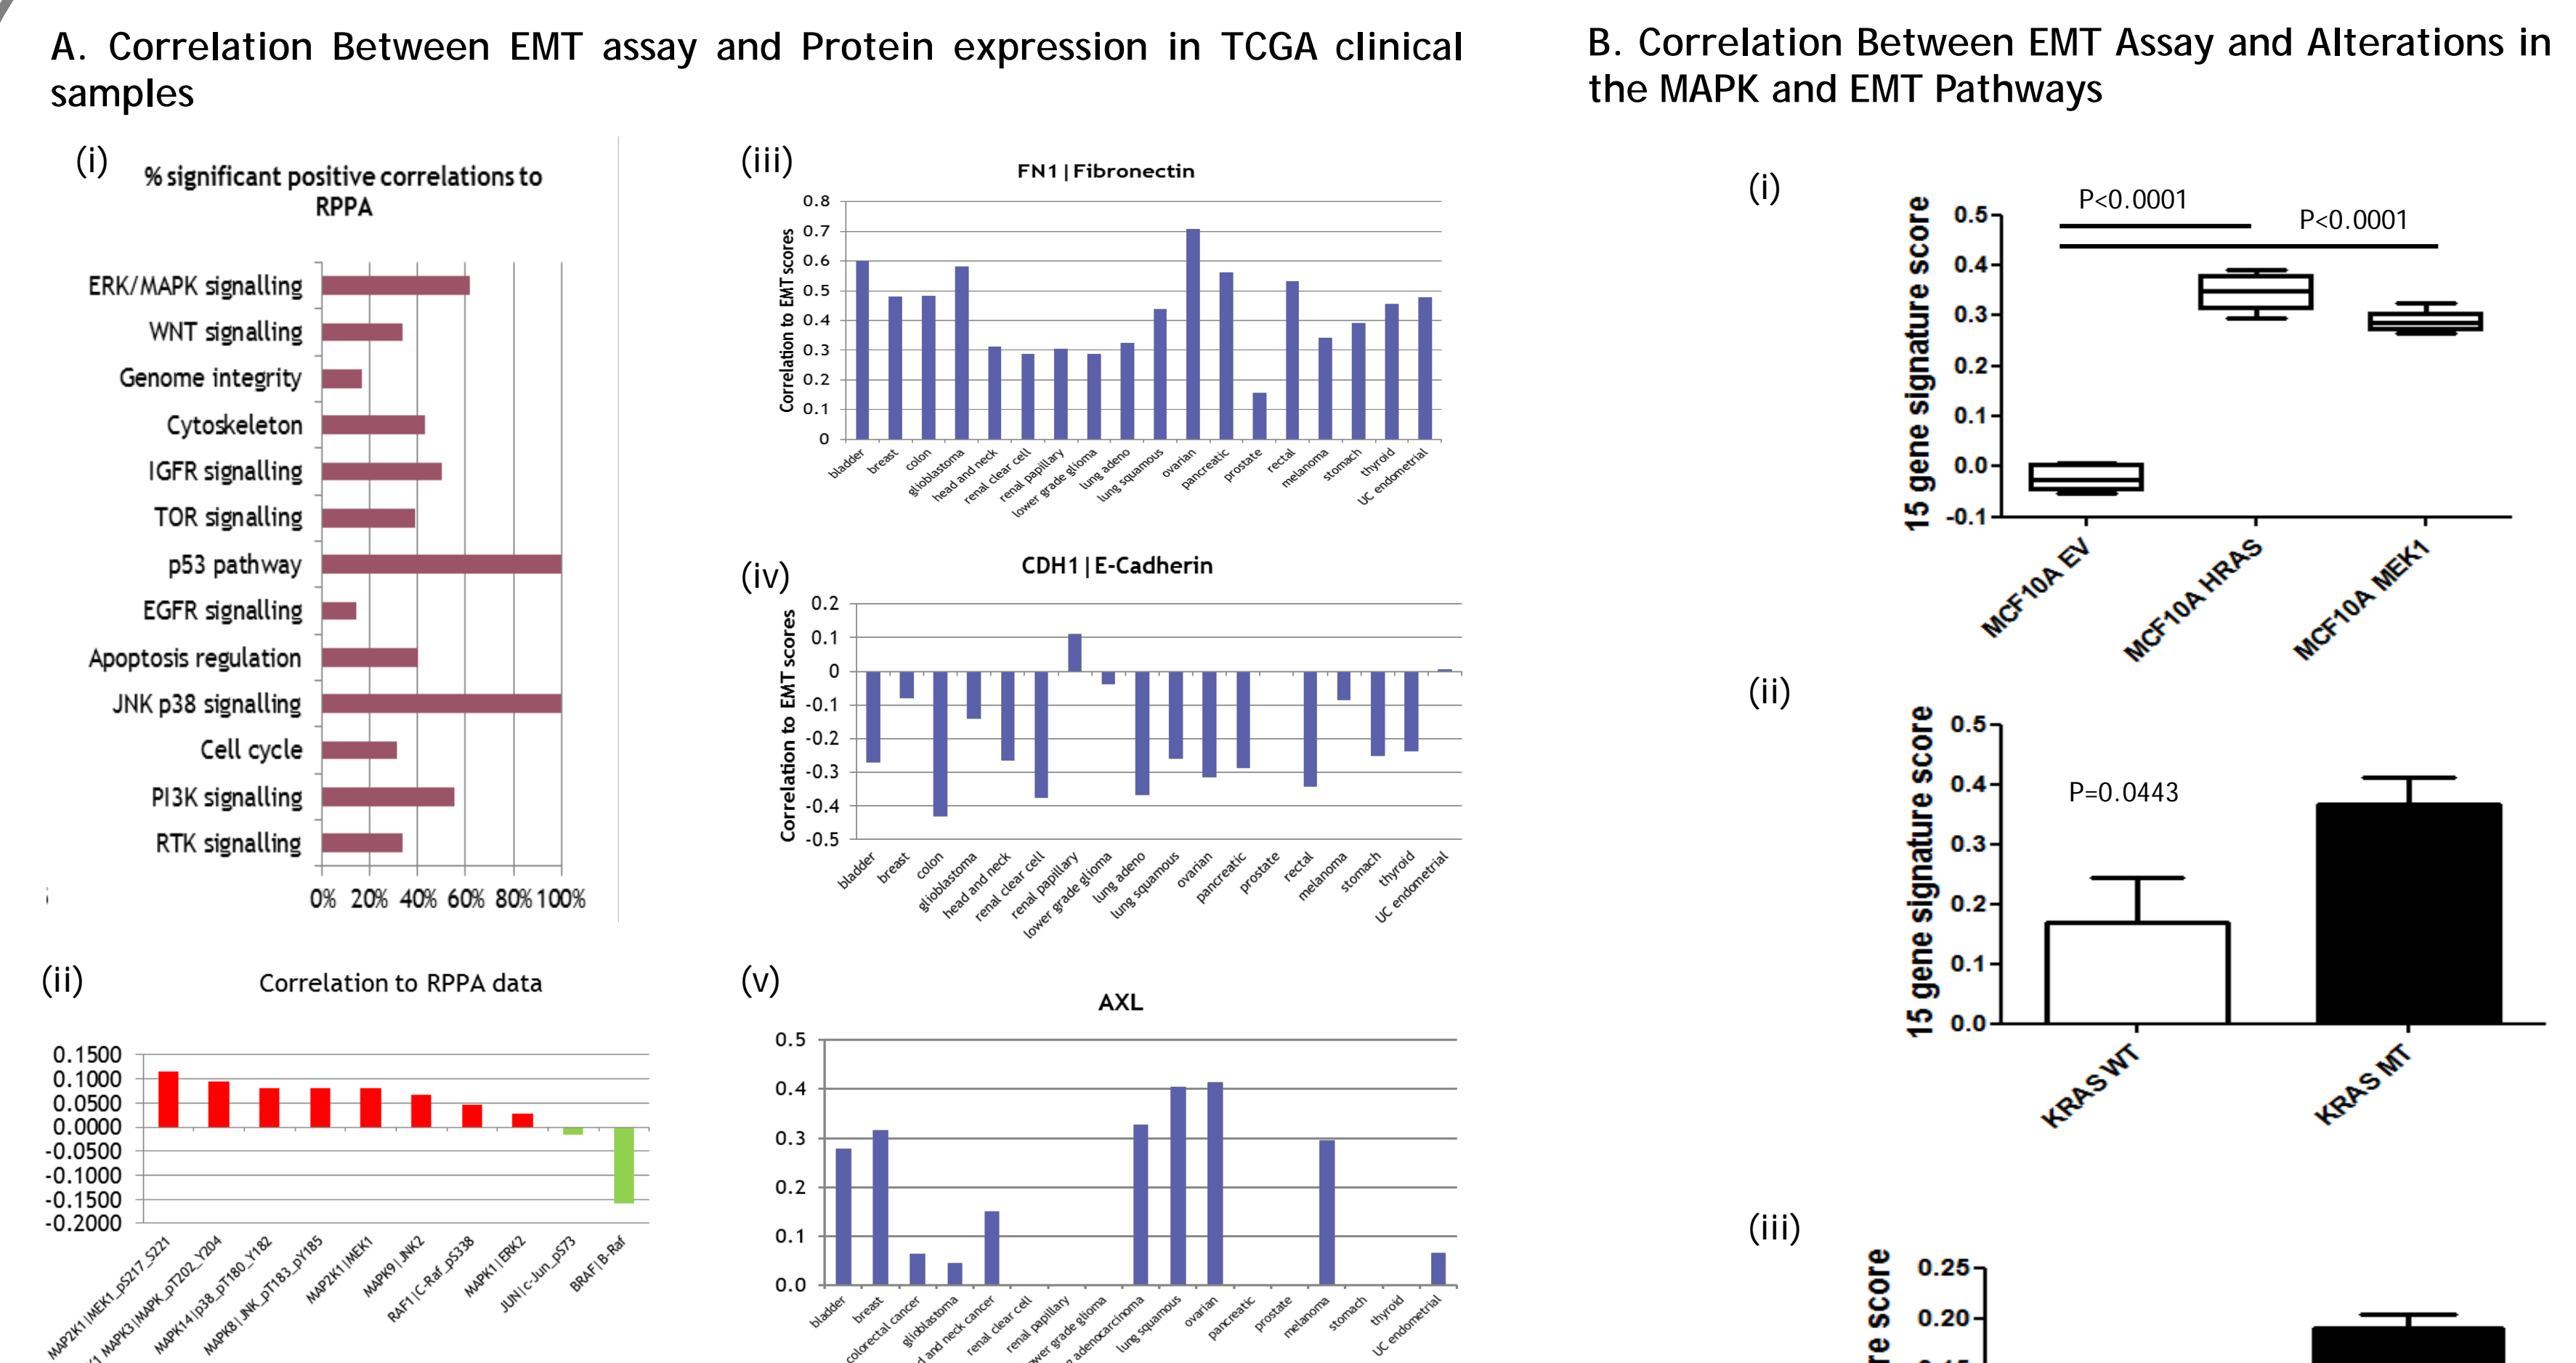 A. Correlation Between EMT assay and Protein expression in TCGA clinical
samples
(i)
% significant positive correlations to
RPPA
ERK/MAPK signalling
WNT signalling
Genome integrity
Cytoskeleton
IGFR signalling
TOR signalling
p53 pathway
EGFR signalling
Apoptosis regulation
JNK p38 signalling
Cell cycle
PI3K signalling
RTK signalling
0% 20% 40% 60% 80% 100%
(ii)
Correlation to RPPA data
0.1500
0.1000
0.0500
0.0000
-0.0500
-0.1000
-0.1500
-0.2000
MAP2K1|MEK1_pS217_S221
MAPK3|MAPK_pT202_Y204
MAPK14|p38_pT180_Y182
MAPK8|JNK_pT183_pY185
MAP2K1|MEK1
MAPK9|JNK2
RAF1|C-Raf_pS338
MAPK1|ERK2
JUN|c-Jun_pS73
BRAF|B-Raf
(iii)
FN1|Fibronectin
Correlation to EMT scores
0.8
0.7
0.6
0.5
0.4
0.3
0.2
0.1
0
bladder
breast
colon
glioblastoma
head and neck
renal clear cell
renal papillary
lower grade glioma
lung adeno
lung squamous
ovarian
pancreatic
prostate
rectal
melanoma
stomach
thyroid
UC endometrial
(iv)
CDH1|E-Cadherin
Correlation to EMT scores
0.2
0.1
0
-0.1
-0.2
-0.3
-0.4
-0.5
bladder
breast
colon
glioblastoma
head and neck
renal clear cell
renal papillary
lower grade glioma
lung adeno
lung squamous
ovarian
pancreatic
prostate
rectal
melanoma
stomach
thyroid
UC endometrial
(v)
AXL
0.5
0.4
0.3
0.2
0.1
0.0
bladder
breast
colorectal cancer
glioblastoma
and neck cancer
renal clear cell
renal papillary
grade glioma
adenocarcinoma
lung squamous
ovarian
pancreatic
prostate
melanoma
stomach
thyroid
UC endometrial
B. Correlation Between EMT Assay and Alterations in
the MAPK and EMT Pathways
(i)
15 gene signature score
P<0.0001
P<0.0001
0.5
0.4
0.3
0.2
0.1
0.0
-0.1
MCF10A EV
MCF10A HRAS
MCF10A MEK1
(ii)
15 gene signature score
P=0.0443
0.5
0.4
0.3
0.2
0.1
0.0
KRAS WT
KRAS MT
(iii)
score
0.25
0.20